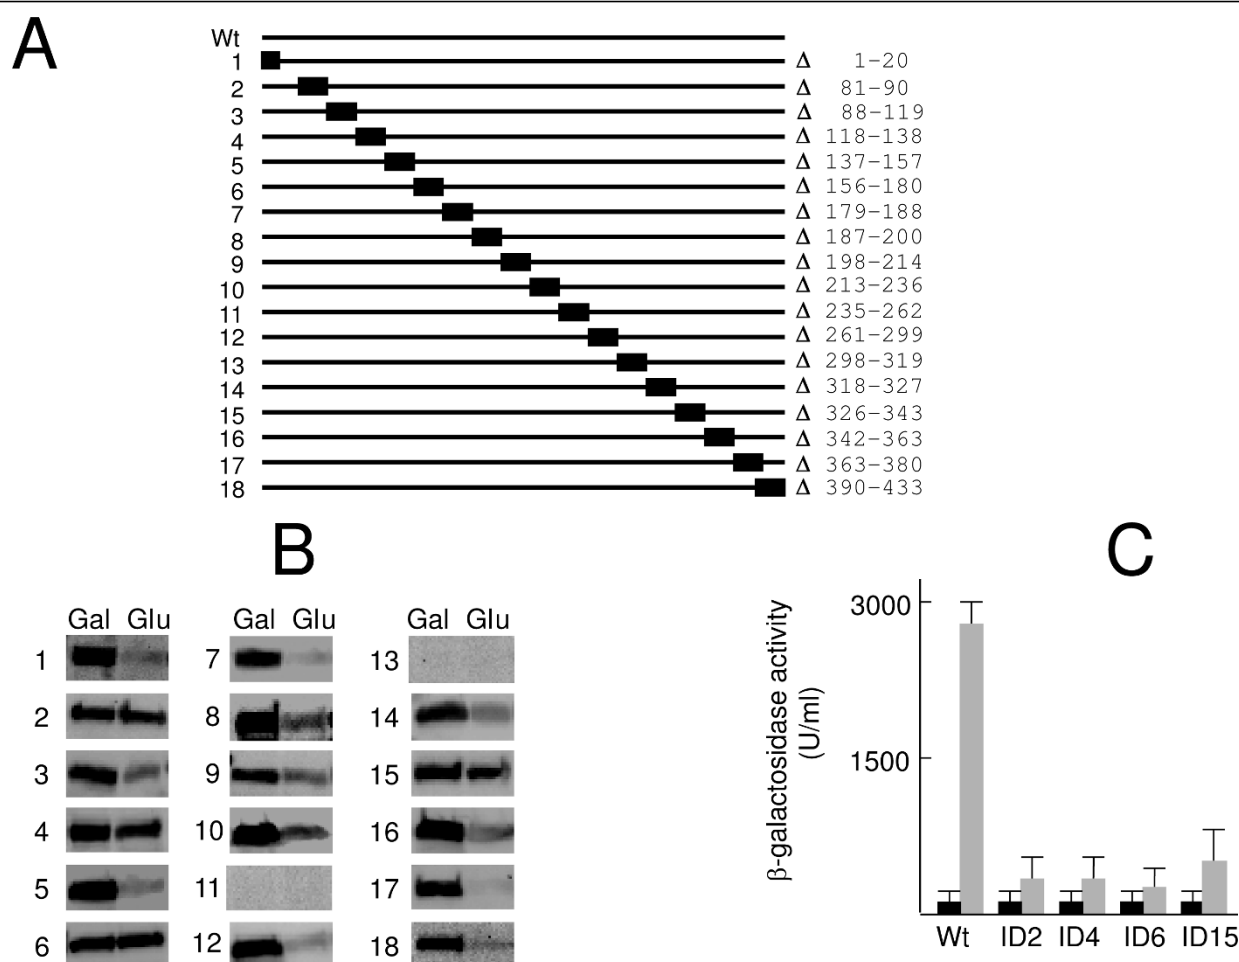 A
Wt
1 Δ 1-20
2 Δ 81-90
3 Δ 88-119
4 Δ 118-138
5 Δ 137-157
6 Δ 156-180
7 Δ 179-188
8 Δ 187-200
9 Δ 198-214
10 Δ 213-236
11 Δ 235-262
12 Δ 261-299
13 Δ 298-319
14 Δ 318-327
15 Δ 326-343
16 Δ 342-363
17 Δ 363-380
18 Δ 390-433
B
Gal Glu Gal Glu Gal Glu
1 7 13
2 8 14
3 9 15
4 10 16
5 11 17
6 12 18
C
β-galactosidase activity
(U/ml)
3000
1500
Wt ID2 ID4 ID6 ID15